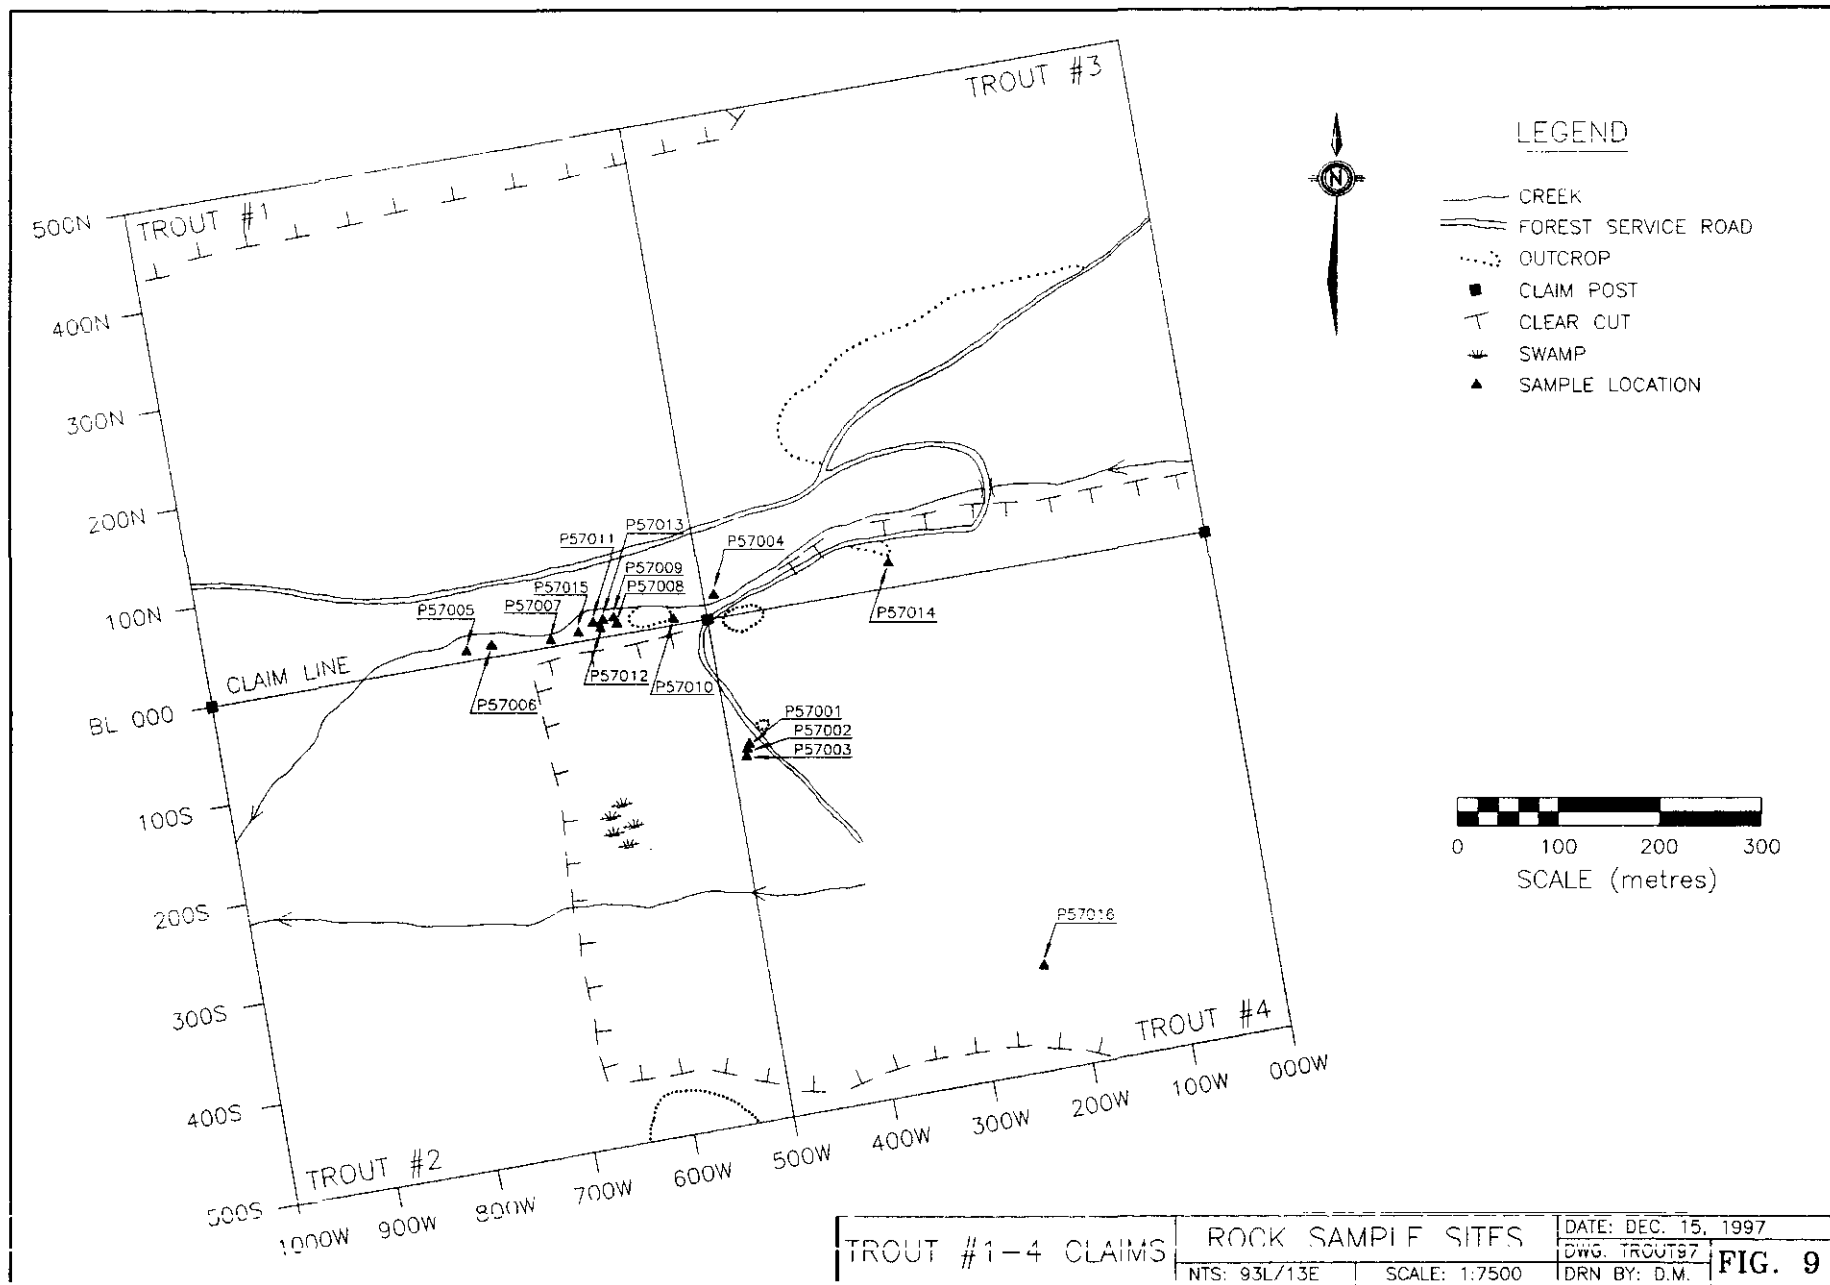 TROUT #3
TROUT #1
500N
400N
300N
200N
100N
BL 000
100S
200S
300S
400S
500S
CLAIM LINE
P57013
P57011
P57004
P57009
P57015
P57008
P57007
P57005
P57014
P57012
P57010
P57006
P57001
P57002
P57003
P57016
TROUT #4
TROUT #2
1000W
900W
800W
700W
600W
500W
400W
300W
200W
100W
000W
N
LEGEND
CREEK
FOREST SERVICE ROAD
OUTCROP
CLAIM POST
CLEAR CUT
SWAMP
SAMPLE LOCATION
0 100 200 300
SCALE (metres)
TROUT #1-4 CLAIMS
ROCK SAMPLE SITES
NTS: 93L/13E SCALE: 1:7500
DATE: DEC. 15, 1997
DWG. TROUT97
DRN BY: D.M.
FIG. 9